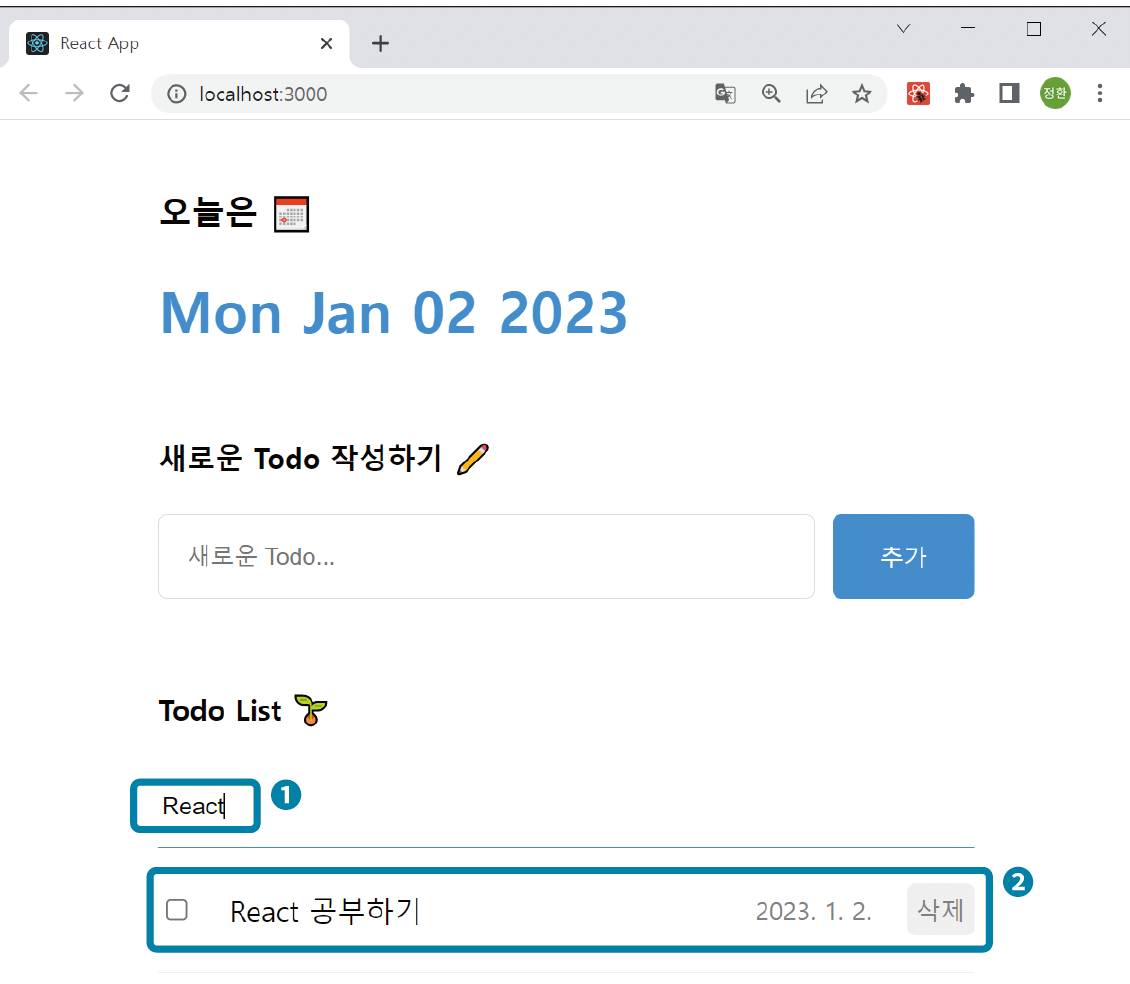 React App
localhost:3000
정환
오늘은
Mon Jan 02 2023
새로운 Todo 작성하기
새로운 Todo...
추가
Todo List
React
1
2
React 공부하기 2023. 1. 2. 삭제